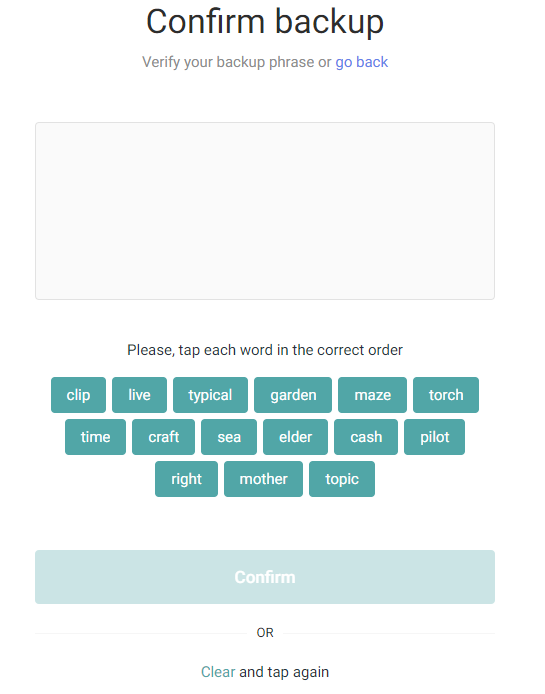 Confirm backup
Verify your backup phrase or go back
Please, tap each word in the correct order
clip live typical garden maze torch
time craft sea elder cash pilot
right mother topic
Confirm
OR
Clear and tap again